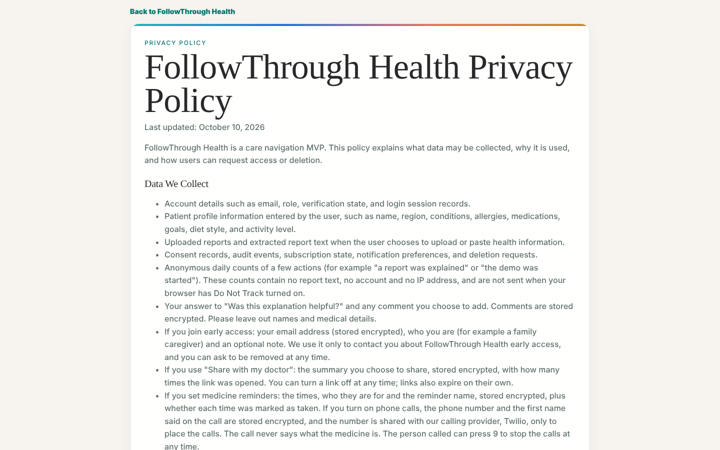 Back to FollowThrough Health
PRIVACY POLICY
FollowThrough Health Privacy
Policy
Last updated: October 10, 2026
FollowThrough Health is a care navigation MVP. This policy explains what data may be collected, why it is used,
and how users can request access or deletion.
Data We Collect
• Account details such as email, role, verification state, and login session records.
• Patient profile information entered by the user, such as name, region, conditions, allergies, medications,
goals, diet style, and activity level.
• Uploaded reports and extracted report text when the user chooses to upload or paste health information.
• Consent records, audit events, subscription state, notification preferences, and deletion requests.
• Anonymous daily counts of a few actions (for example "a report was explained" or "the demo was
started"). These counts contain no report text, no account and no IP address, and are not sent when your
browser has Do Not Track turned on.
• Your answer to "Was this explanation helpful?" and any comment you choose to add. Comments are stored
encrypted. Please leave out names and medical details.
• If you join early access: your email address (stored encrypted), who you are (for example a family
caregiver) and an optional note. We use it only to contact you about FollowThrough Health early access,
and you can ask to be removed at any time.
• If you use "Share with my doctor": the summary you choose to share, stored encrypted, with how many
times the link was opened. You can turn a link off at any time; links also expire on their own.
• If you set medicine reminders: the times, who they are for and the reminder name, stored encrypted, plus
whether each time was marked as taken. If you turn on phone calls, the phone number and the first name
said on the call are stored encrypted, and the number is shared with our calling provider, Twilio, only to
place the calls. The call never says what the medicine is. The person called can press 9 to stop the calls at
any time.